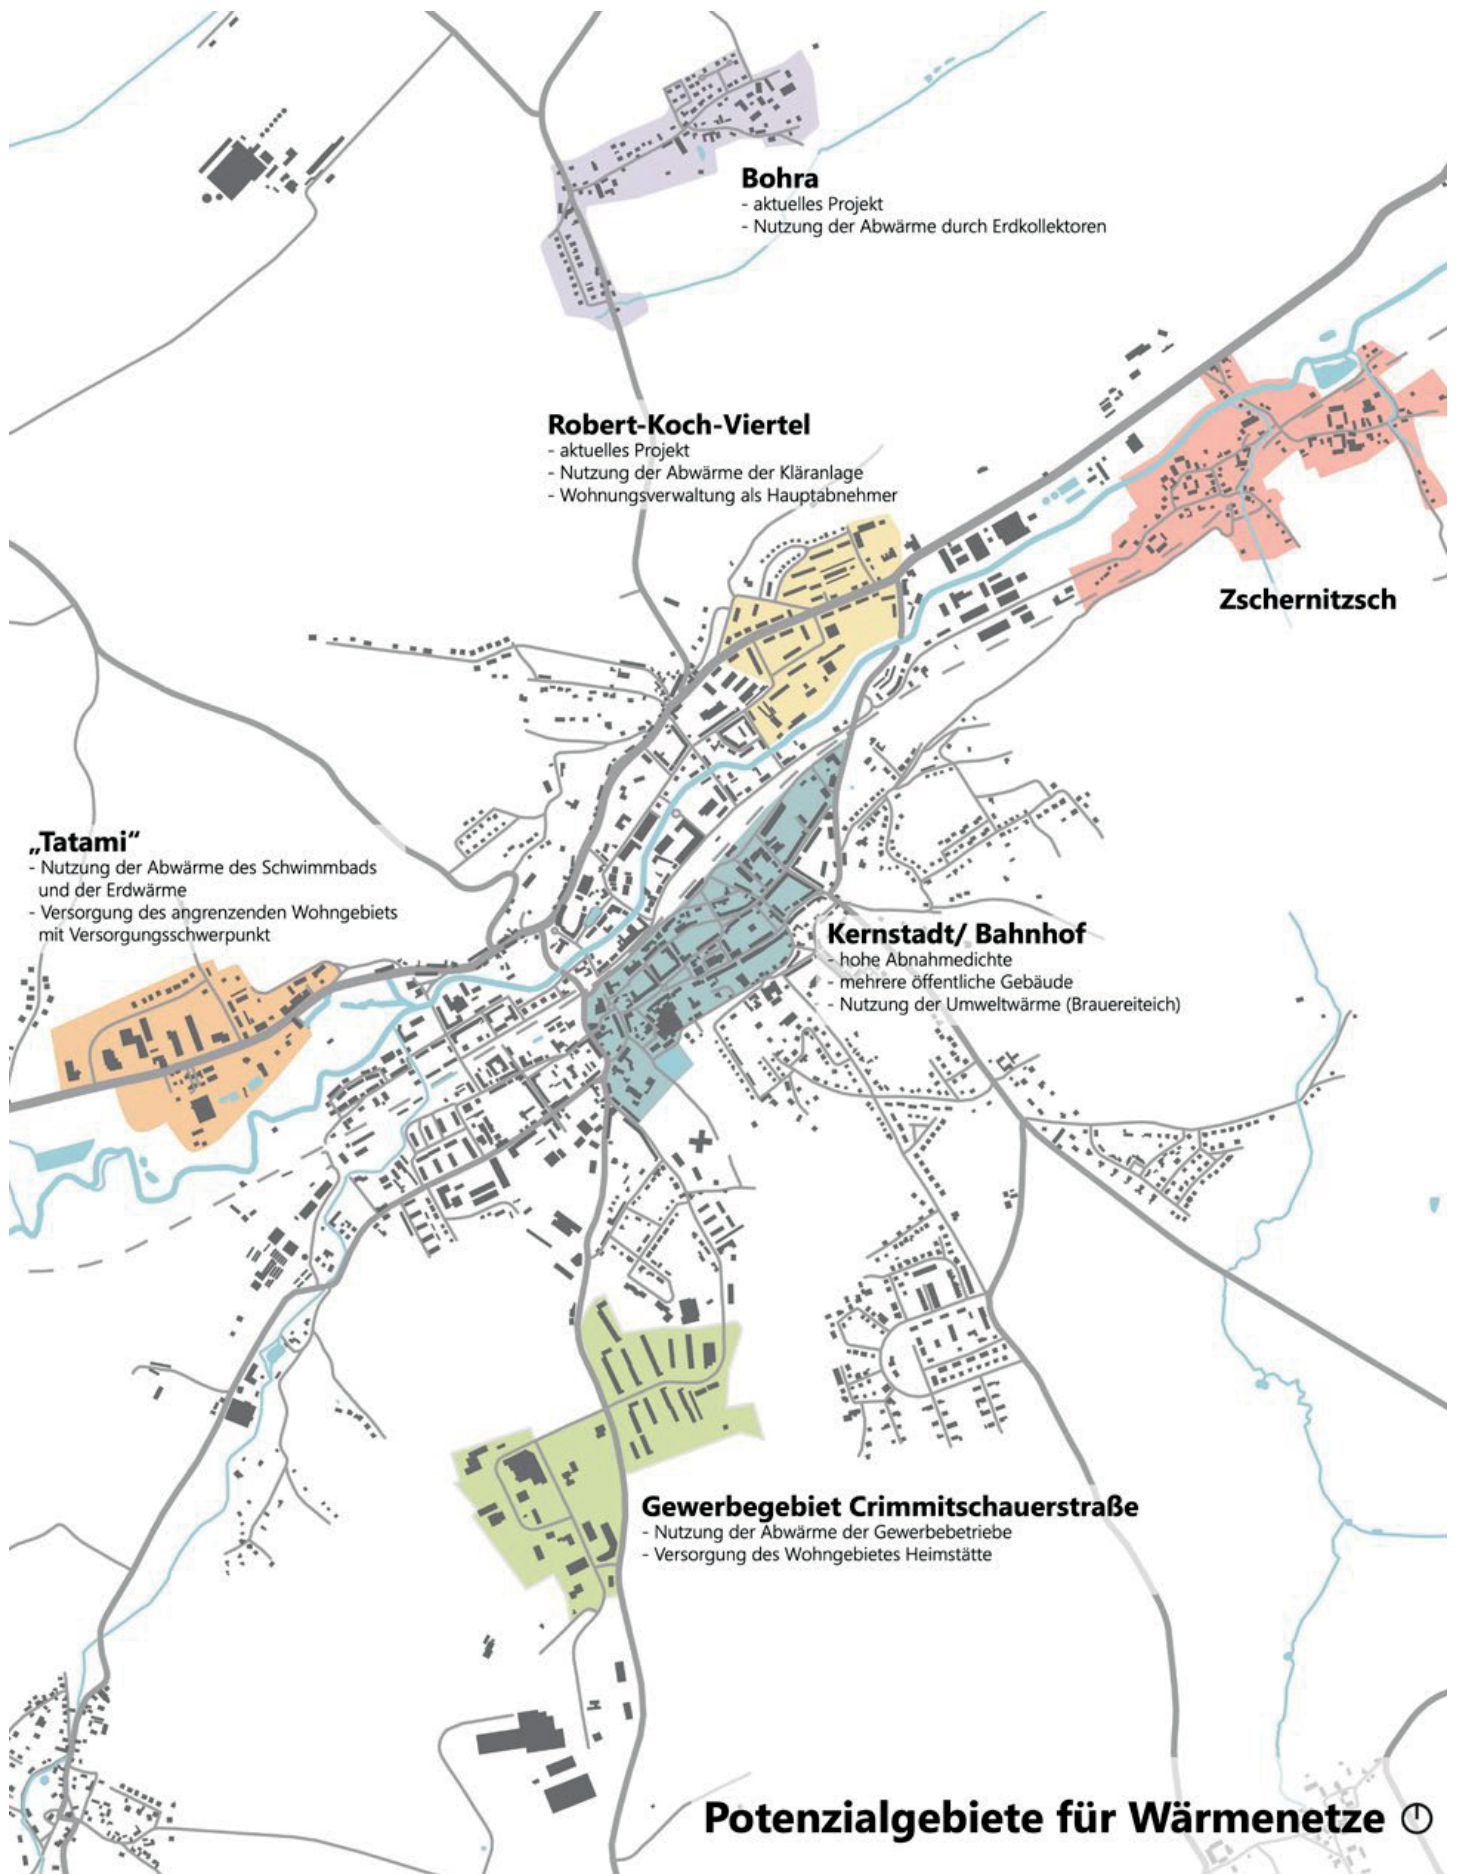 Bohra
- aktuelles Projekt
- Nutzung der Abwärme durch Erdkollektoren
Robert-Koch-Viertel
- aktuelles Projekt
- Nutzung der Abwärme der Kläranlage
- Wohnungsverwaltung als Hauptabnehmer
Zschernitzsch
„Tatami“
- Nutzung der Abwärme des Schwimmbads
und der Erdwärme
- Versorgung des angrenzenden Wohngebiets
mit Versorgungsschwerpunkt
Kernstadt/ Bahnhof
- hohe Abnahmedichte
- mehrere öffentliche Gebäude
- Nutzung der Umweltwärme (Brauereiteich)
Gewerbegebiet Crimmitschauerstraße
- Nutzung der Abwärme der Gewerbebetriebe
- Versorgung des Wohngebietes Heimstätte
Potenzialgebiete für Wärmenetze